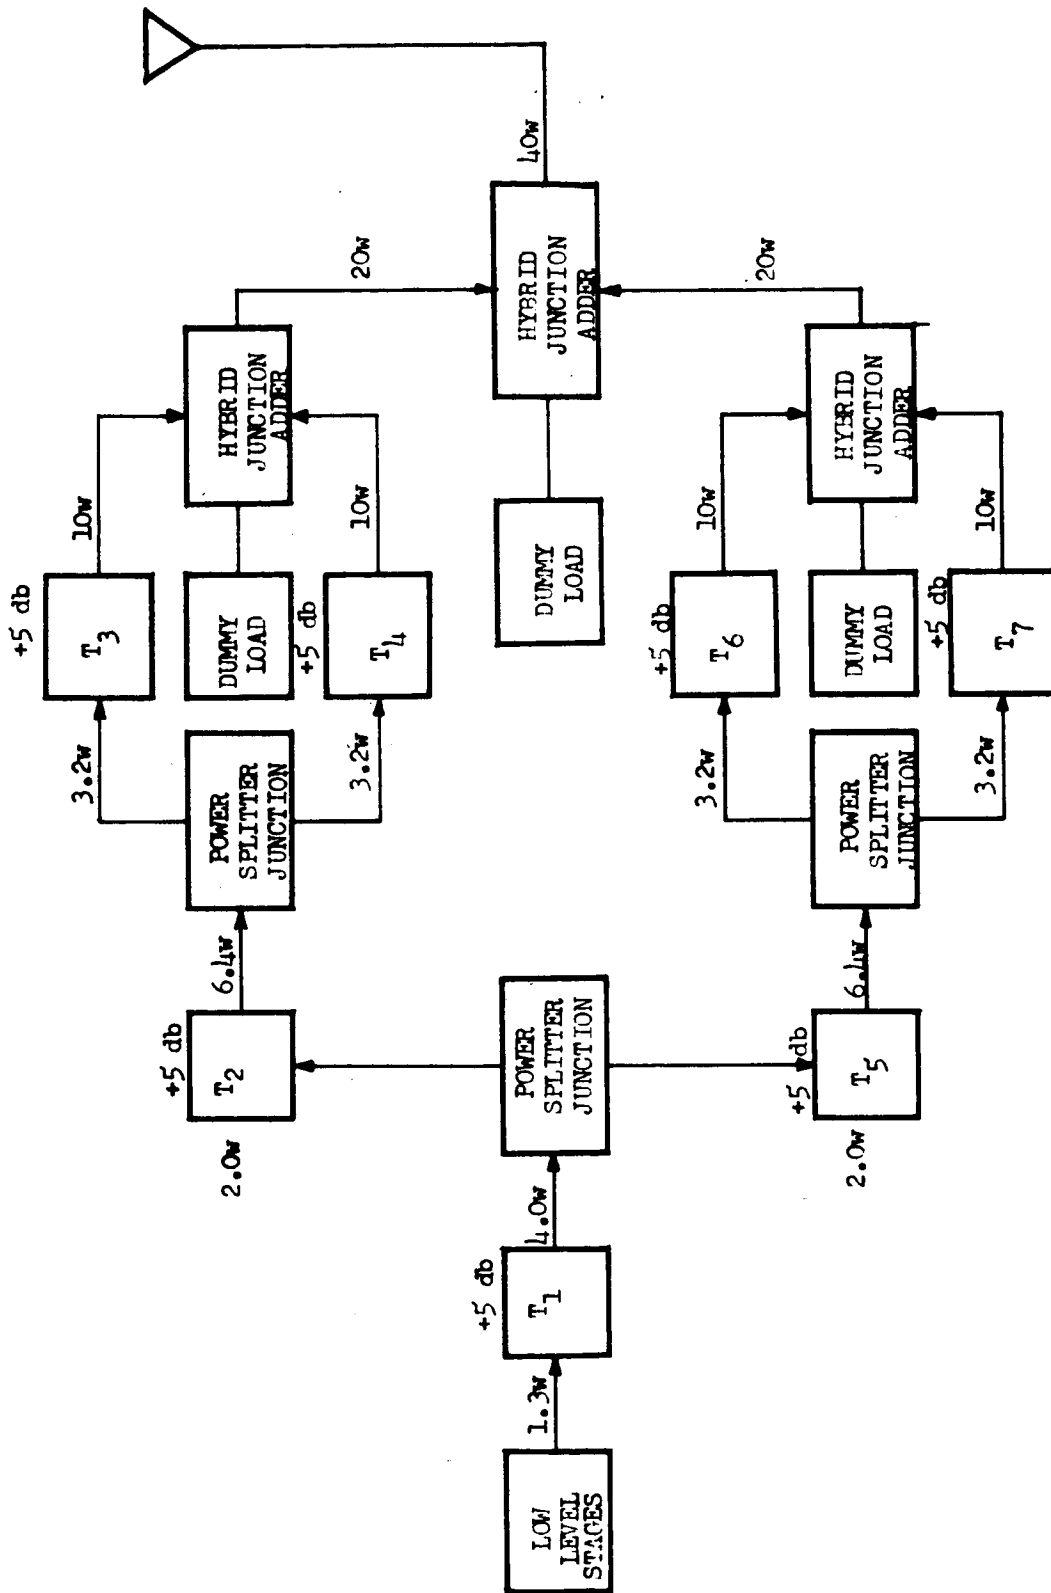 LOW
LEVEL
STAGES
1.3w
+5 db
T1
4.0w
POWER
SPLITTER
JUNCTION
2.0w
+5 db
T2
6.4w
POWER
SPLITTER
JUNCTION
3.2w
+5 db
T3
10w
3.2w
+5 db
T4
10w
DUMMY
LOAD
HYBRID
JUNCTION
ADDER
20w
2.0w
+5 db
T5
6.4w
POWER
SPLITTER
JUNCTION
3.2w
+5 db
T6
10w
3.2w
+5 db
T7
10w
DUMMY
LOAD
HYBRID
JUNCTION
ADDER
20w
DUMMY
LOAD
HYBRID
JUNCTION
ADDER
40w